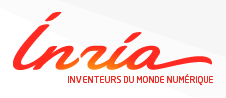 Inria
INVENTEURS DU MONDE NUMÉRIQUE